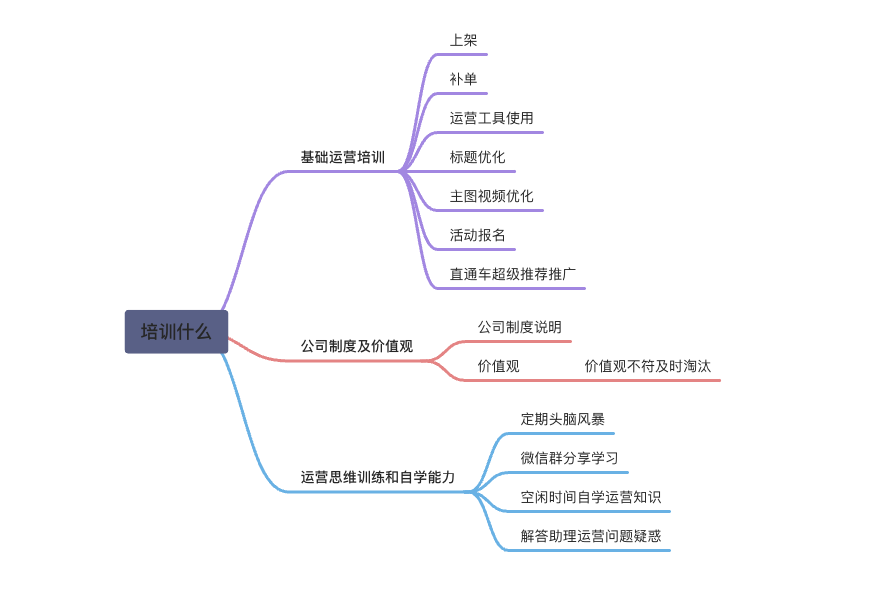 培训什么
基础运营培训
上架
补单
运营工具使用
标题优化
主图视频优化
活动报名
直通车超级推荐推广
公司制度及价值观
公司制度说明
价值观
价值观不符及时淘汰
运营思维训练和自学能力
定期头脑风暴
微信群分享学习
空闲时间自学运营知识
解答助理运营问题疑惑